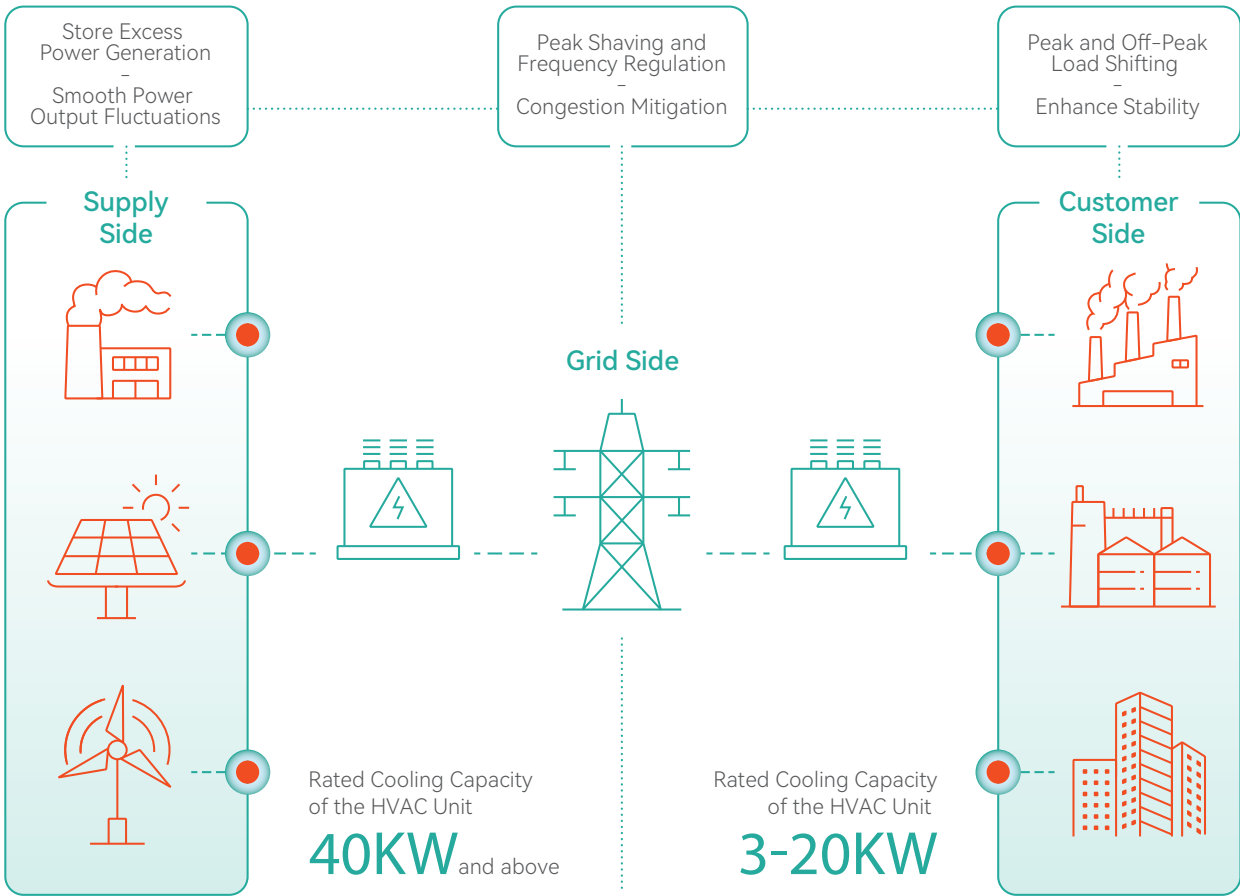 Store Excess
Power Generation
–
Smooth Power
Output Fluctuations
Peak Shaving and
Frequency Regulation
–
Congestion Mitigation
Peak and Off-Peak
Load Shifting
–
Enhance Stability
Supply
Side
Customer
Side
Grid Side
Rated Cooling Capacity
of the HVAC Unit
40KW and above
Rated Cooling Capacity
of the HVAC Unit
3-20KW